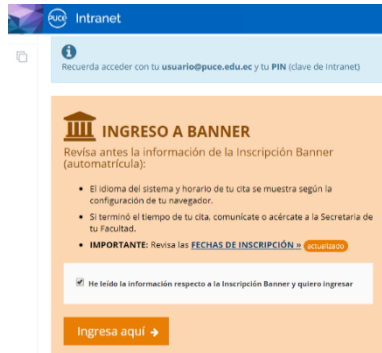 PUCE Intranet
Recuerda acceder con tu usuario@puce.edu.ec y tu PIN (clave de Intranet)
INGRESO A BANNER
Revísa antes la información de la Inscripción Banner
(automatrícula):
• El idioma del sistema y horario de tu cita se muestra según la
configuración de tu navegador.
• Si terminó el tiempo de tu cita, comunícate o acércate a la Secretaria de
tu Facultad.
• IMPORTANTE: Revisa las FECHAS DE INSCRIPCIÓN » actualizado
He leído la información respecto a la Inscripción Banner y quiero ingresar
Ingresa aquí →